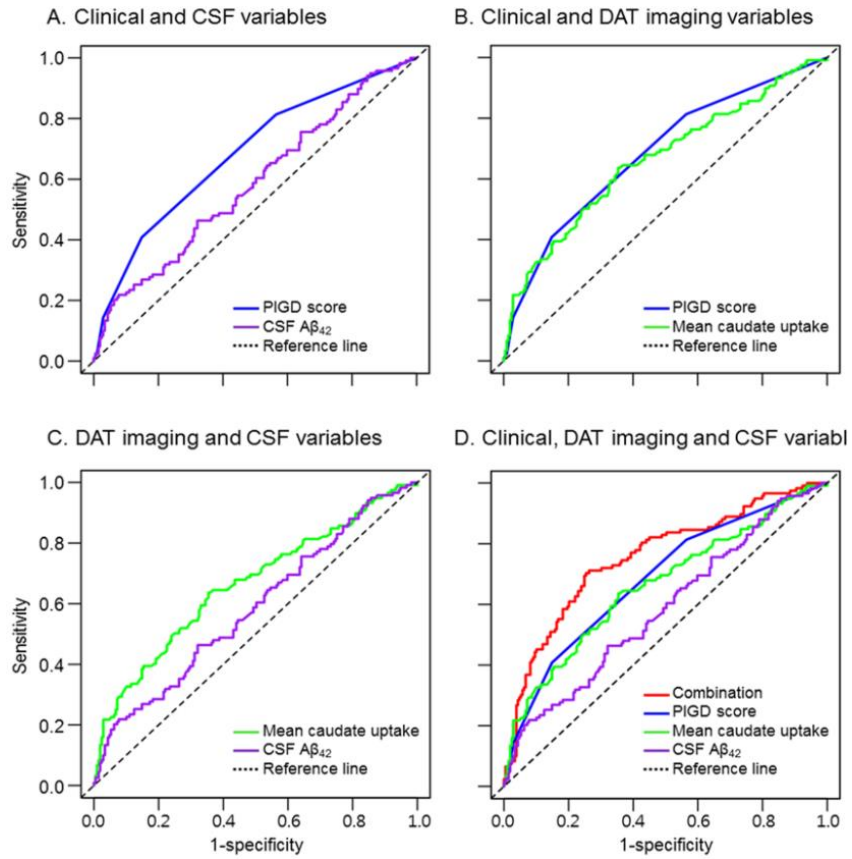 A. Clinical and CSF variables
1.0
0.8
0.6
0.4
0.2
0.0
Sensitivity
PIGD score
CSF Aβ₄₂
Reference line
B. Clinical and DAT imaging variables
PIGD score
Mean caudate uptake
Reference line
C. DAT imaging and CSF variables
1.0
0.8
0.6
0.4
0.2
0.0
Sensitivity
Mean caudate uptake
CSF Aβ₄₂
Reference line
0.0 0.2 0.4 0.6 0.8 1.0
1-specificity
D. Clinical, DAT imaging and CSF variabl
Combination
PIGD score
Mean caudate uptake
CSF Aβ₄₂
Reference line
0.0 0.2 0.4 0.6 0.8 1.0
1-specificity